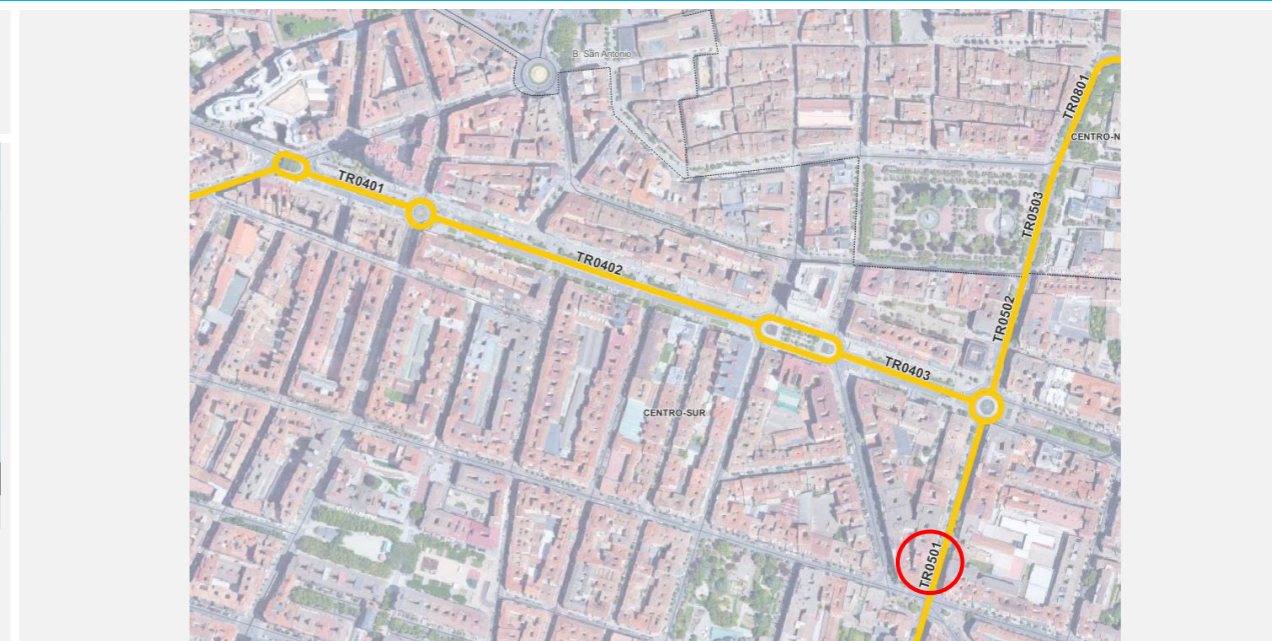 B. San Antonio
TR0801
CENTRO-N
TR0401
TR0503
TR0402
TR0502
TR0403
CENTRO-SUR
TR0501